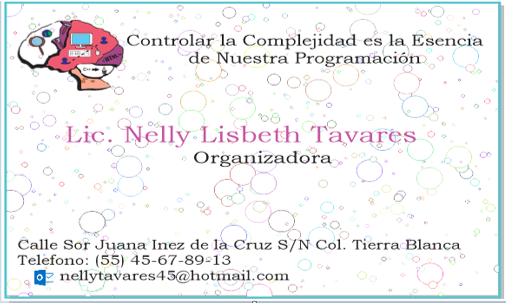 Controlar la Complejidad es la Esencia
de Nuestra Programación
Lic. Nelly Lisbeth Tavares
Organizadora
Calle Sor Juana Inez de la Cruz S/N Col. Tierra Blanca
Telefono: (55) 45-67-89-13
nellytavares45@hotmail.com